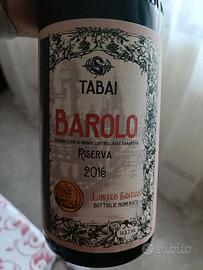 TABAI
BAROLO
DENOMINAZIONE DI ORIGINE CONTROLLATA E GARANTITA
RISERVA
2016
LIMITED EDITION
BOTTIGLIE NUMERATE
subito